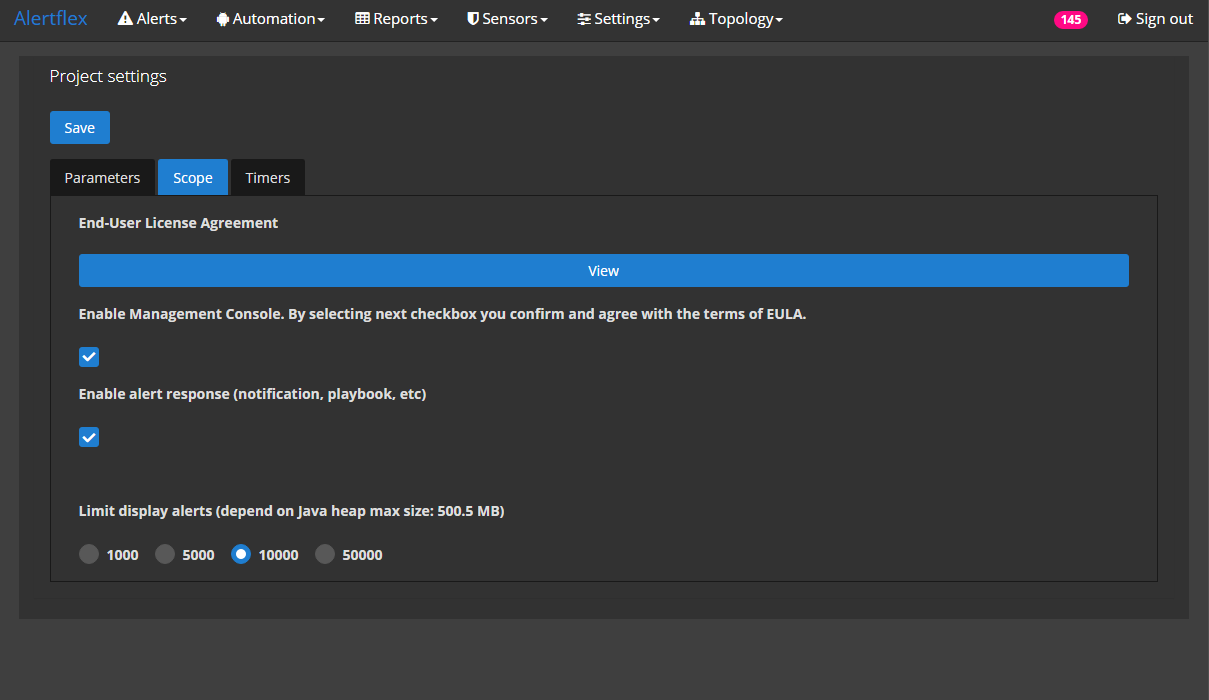 Alertflex Alerts Automation Reports Sensors Settings Topology 145 Sign out
Project settings
Save
Parameters Scope Timers
End-User License Agreement
View
Enable Management Console. By selecting next checkbox you confirm and agree with the terms of EULA.
Enable alert response (notification, playbook, etc)
Limit display alerts (depend on Java heap max size: 500.5 MB)
1000 5000 10000 50000